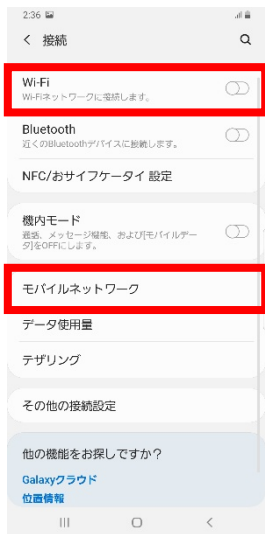 2:36
接続
Wi-Fi
Wi-Fiネットワークに接続します。
Bluetooth
近くのBluetoothデバイスに接続します。
NFC/おサイフケータイ 設定
機内モード
通話、メッセージ機能、および[モバイルデー
タ]をOFFにします。
モバイルネットワーク
データ使用量
テザリング
その他の接続設定
他の機能をお探しですか？
Galaxyクラウド
位置情報